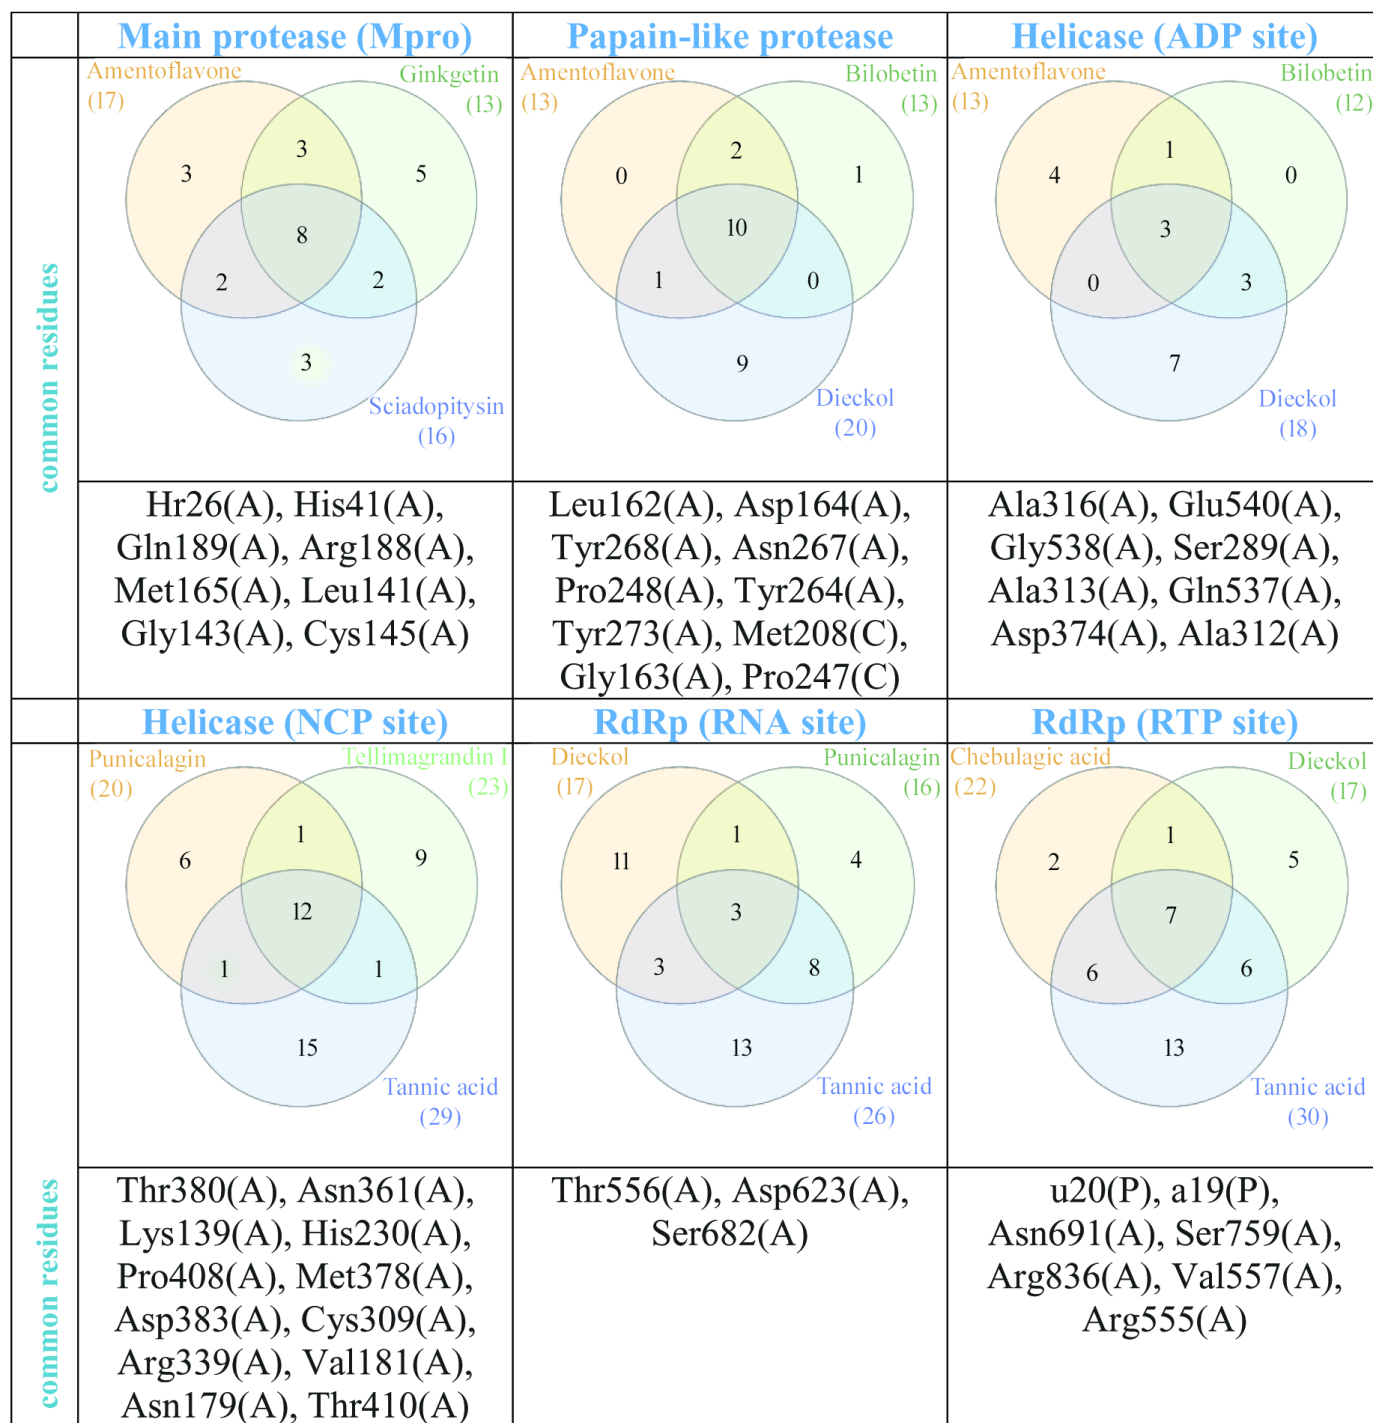 Main protease (Mpro)
Papain-like protease
Helicase (ADP site)
common residues
Amentoflavone
(17)
Ginkgetin
(13)
3
3
5
8
2
2
3
Sciadopitysin
(16)
Amentoflavone
(13)
Bilobetin
(13)
2
0
1
10
1
0
9
Dieckol
(20)
Amentoflavone
(13)
Bilobetin
(12)
1
4
0
3
0
3
7
Dieckol
(18)
Hr26(A), His41(A),
Gln189(A), Arg188(A),
Met165(A), Leu141(A),
Gly143(A), Cys145(A)
Leu162(A), Asp164(A),
Tyr268(A), Asn267(A),
Pro248(A), Tyr264(A),
Tyr273(A), Met208(C),
Gly163(A), Pro247(C)
Ala316(A), Glu540(A),
Gly538(A), Ser289(A),
Ala313(A), Gln537(A),
Asp374(A), Ala312(A)
Helicase (NCP site)
RdRp (RNA site)
RdRp (RTP site)
common residues
Punicalagin
(20)
Tellimagrandin I
(23)
1
6
9
12
1
1
15
Tannic acid
(29)
Dieckol
(17)
Punicalagin
(16)
1
11
4
3
3
8
13
Tannic acid
(26)
Chebulagic acid
(22)
Dieckol
(17)
1
2
5
7
6
6
13
Tannic acid
(30)
Thr380(A), Asn361(A),
Lys139(A), His230(A),
Pro408(A), Met378(A),
Asp383(A), Cys309(A),
Arg339(A), Val181(A),
Asn179(A), Thr410(A)
Thr556(A), Asp623(A),
Ser682(A)
u20(P), a19(P),
Asn691(A), Ser759(A),
Arg836(A), Val557(A),
Arg555(A)